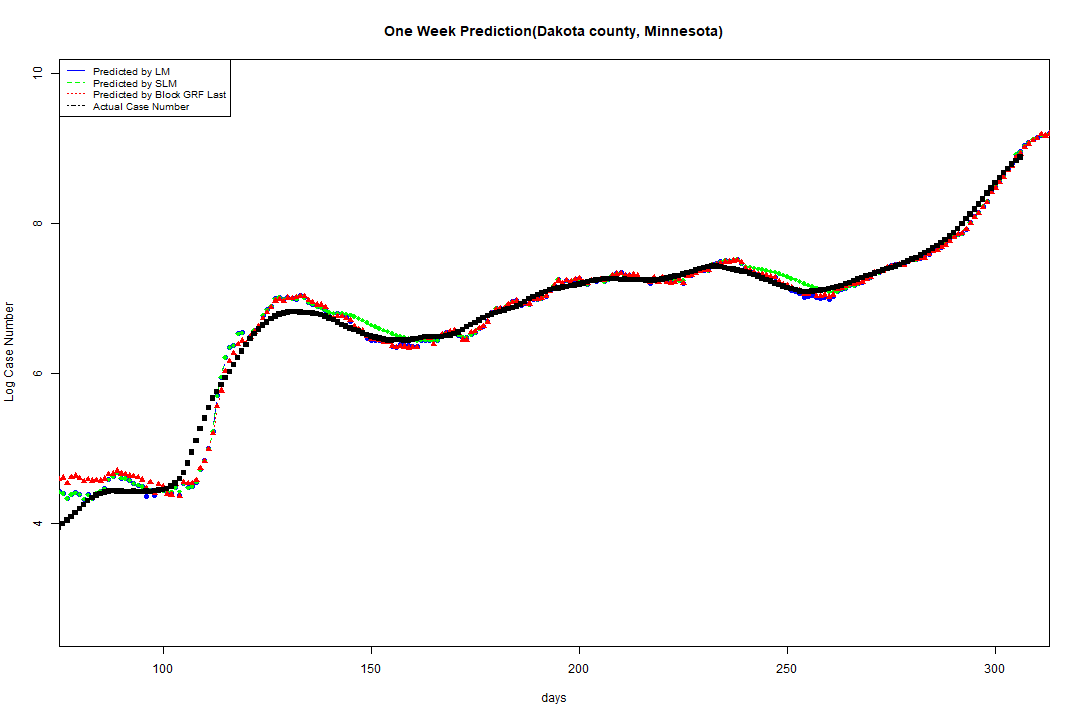 One Week Prediction(Dakota county, Minnesota)
Predicted by LM
Predicted by SLM
Predicted by Block GRF Last
Actual Case Number
10
8
6
4
Log Case Number
100 150 200 250 300
days